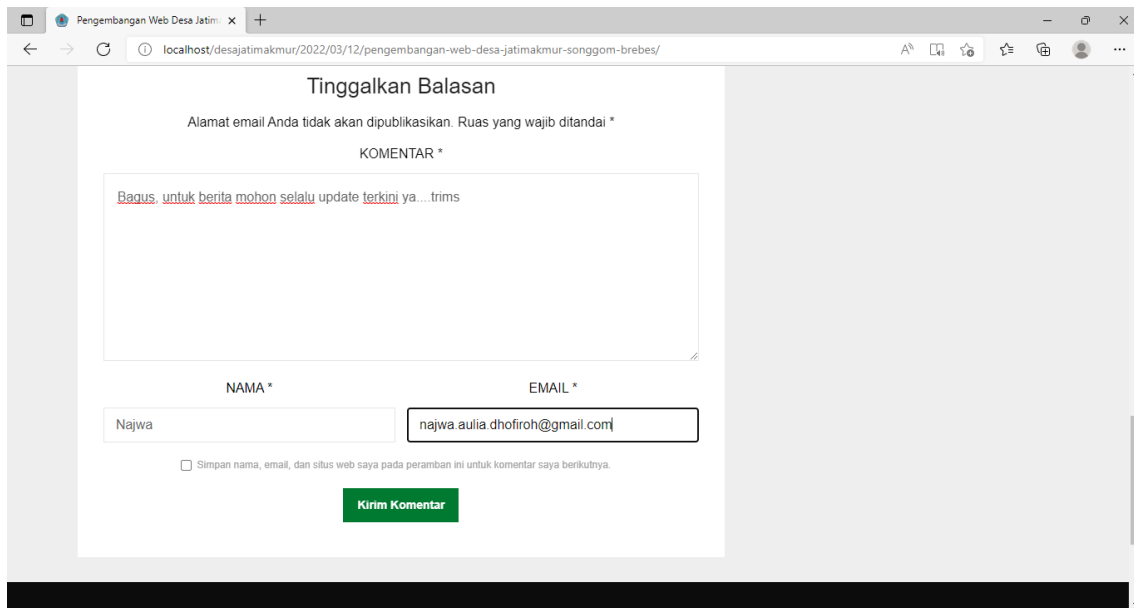 Pengembangan Web Desa Jatim
localhost/desajatimakmur/2022/03/12/pengembangan-web-desa-jatimakmur-songgom-brebes/
Tinggalkan Balasan
Alamat email Anda tidak akan dipublikasikan. Ruas yang wajib ditandai *
KOMENTAR *
Bagus, untuk berita mohon selalu update terkini ya....trims
NAMA * EMAIL *
Najwa najwa.aulia.dhofiroh@gmail.com
Simpan nama, email, dan situs web saya pada peramban ini untuk komentar saya berikutnya.
Kirim Komentar